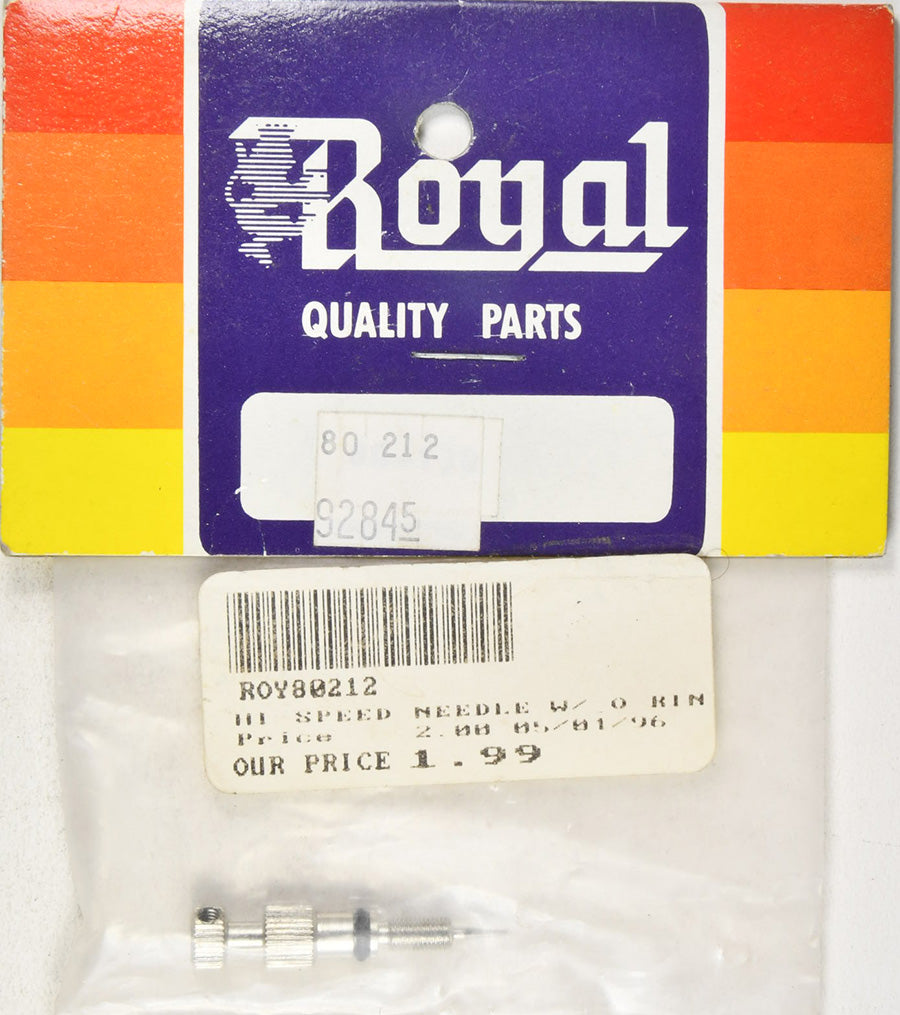 Royal
QUALITY PARTS
80 212
92845
ROY80212
HI SPEED NEEDLE W/ O RIN
Price 2.00 05/01/96
OUR PRICE 1.99